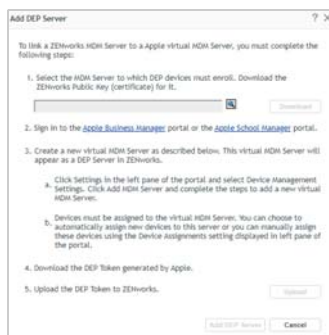 Add DEP Server ? X
To link a ZENworks MDM Server to a Apple virtual MDM Server, you must complete the
following steps:
1. Select the MDM Server to which DEP devices must enroll. Download the
ZENworks Public Key (certificate) for it.
Download
2. Sign in to the Apple Business Manager portal or the Apple School Manager portal.
3. Create a new virtual MDM Server as described below. This virtual MDM Server will
appear as a DEP Server in ZENworks.
a. Click Settings in the left pane of the portal and select Device Management
Settings. Click Add MDM Server and complete the steps to add a new virtual
MDM Server.
b. Devices must be assigned to the virtual MDM Server. You can choose to
automatically assign new devices to this server or you can manually assign
these devices using the Device Assignments setting displayed in left pane of
the portal.
4. Download the DEP Token generated by Apple.
5. Upload the DEP Token to ZENworks.
Upload
Add DEP Server Cancel